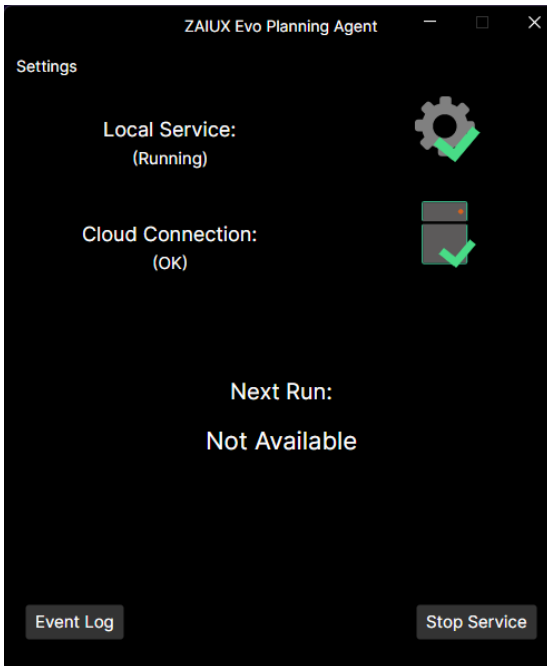 ZAIUX Evo Planning Agent
Settings
Local Service:
(Running)
Cloud Connection:
(OK)
Next Run:
Not Available
Event Log
Stop Service